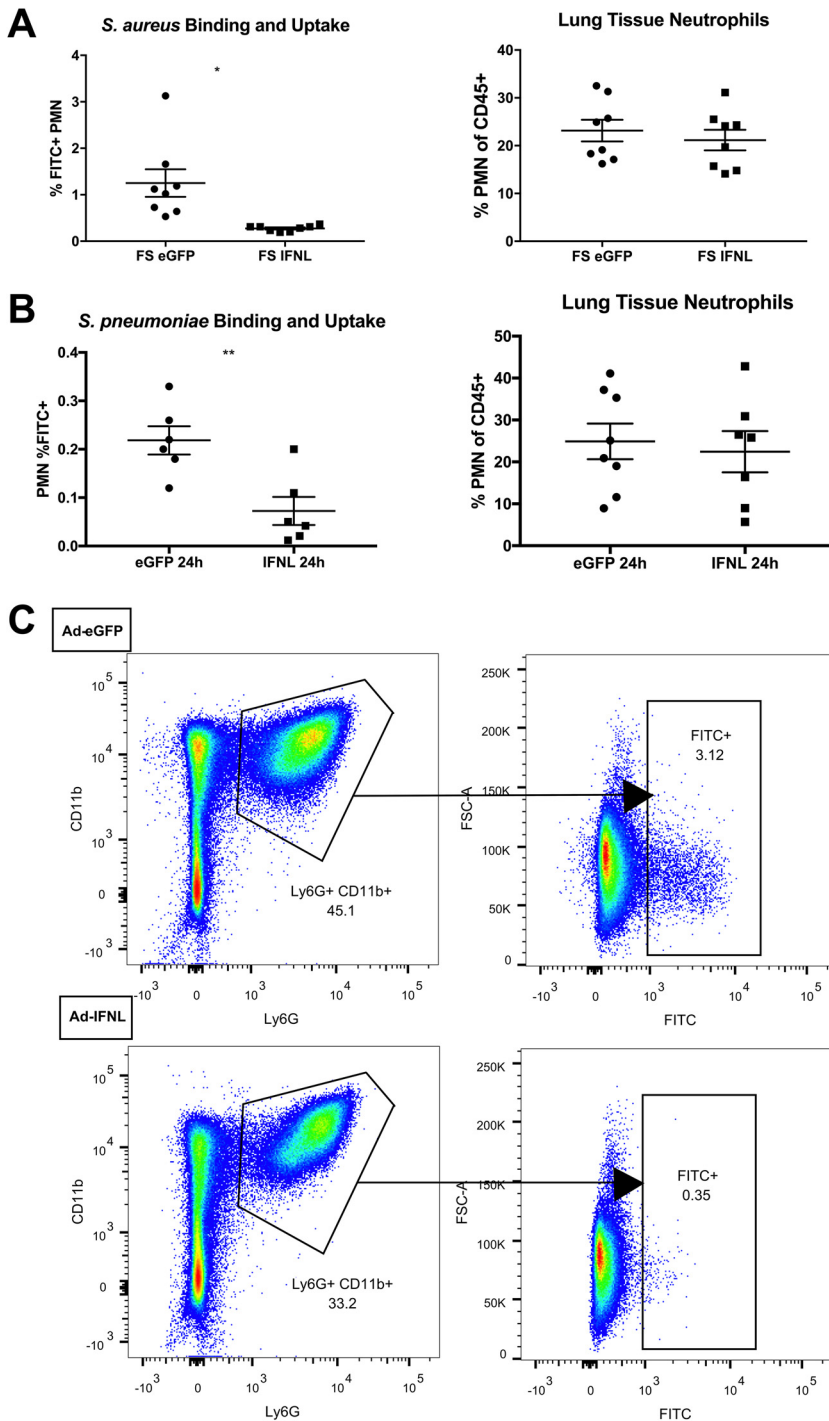 A
S. aureus Binding and Uptake
*
% FITC+ PMN
4
3
2
1
0
FS eGFP FS IFNL
Lung Tissue Neutrophils
% PMN of CD45+
40
30
20
10
0
FS eGFP FS IFNL
B
S. pneumoniae Binding and Uptake
**
PMN %FITC+
0.4
0.3
0.2
0.1
0.0
eGFP 24h IFNL 24h
Lung Tissue Neutrophils
% PMN of CD45+
50
40
30
20
10
0
eGFP 24h IFNL 24h
C
Ad-eGFP
CD11b
10^5
10^4
10^3
0
-10^3
Ly6G+ CD11b+
45.1
-10^3 0 10^3 10^4 10^5
Ly6G
FSC-A
250K
200K
150K
100K
50K
0
FITC+
3.12
-10^3 0 10^3 10^4 10^5
FITC
Ad-IFNL
CD11b
10^5
10^4
10^3
0
-10^3
Ly6G+ CD11b+
33.2
-10^3 0 10^3 10^4 10^5
Ly6G
FSC-A
250K
200K
150K
100K
50K
0
FITC+
0.35
-10^3 0 10^3 10^4 10^5
FITC